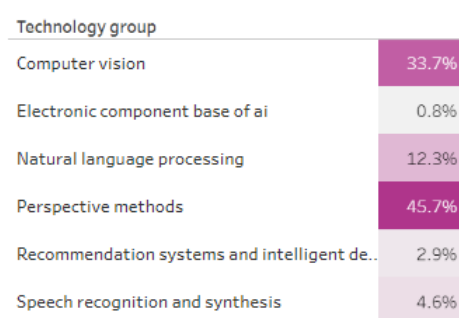 Technology group
Computer vision 33.7%
Electronic component base of ai 0.8%
Natural language processing 12.3%
Perspective methods 45.7%
Recommendation systems and intelligent de.. 2.9%
Speech recognition and synthesis 4.6%